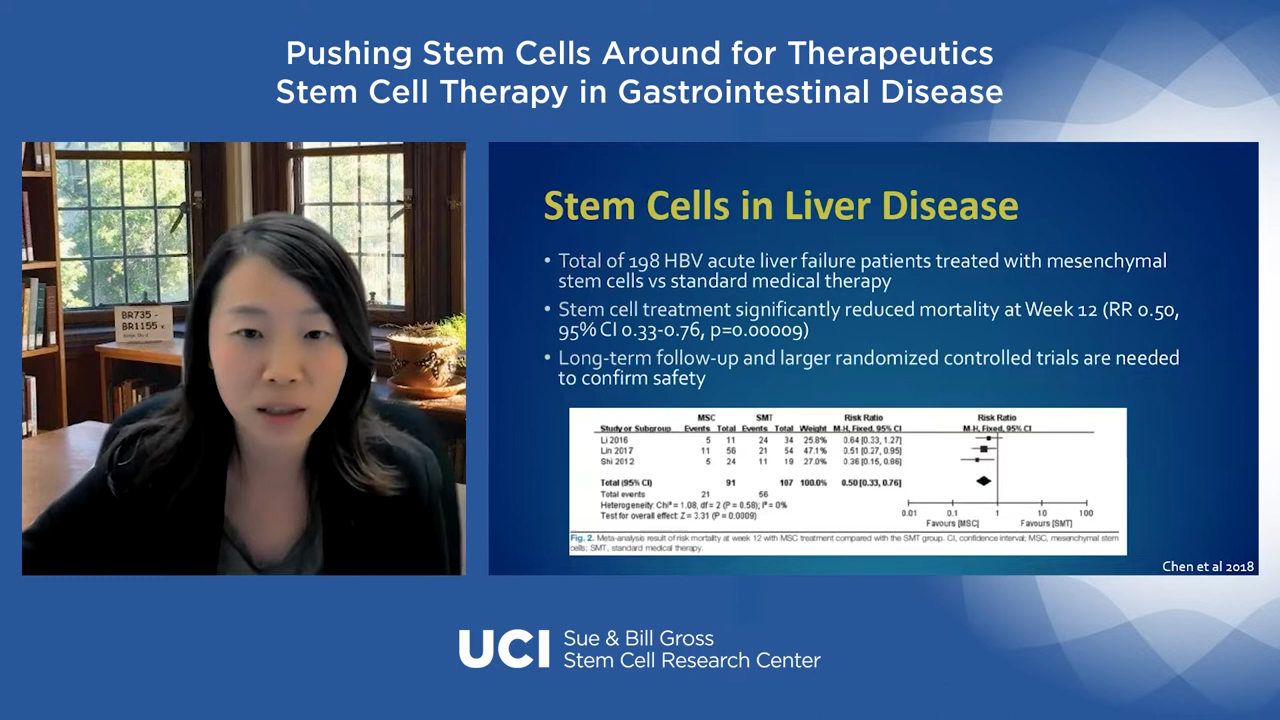 Pushing Stem Cells Around for Therapeutics
Stem Cell Therapy in Gastrointestinal Disease
BR735 -
BR1155 <
Stem Cells in Liver Disease
• Total of 198 HBV acute liver failure patients treated with mesenchymal
stem cells vs standard medical therapy
• Stem cell treatment significantly reduced mortality at Week 12 (RR 0.50,
95% CI 0.33-0.76, p=0.00009)
• Long-term follow-up and larger randomized controlled trials are needed
to confirm safety
MSC SMT Risk Ratio Risk Ratio
Study or Subgroup Events Total Events Total Weight M-H, Fixed, 95% CI M-H, Fixed, 95% CI
Li 2016 5 11 24 34 25.8% 0.64 [0.33, 1.27]
Lin 2017 11 56 21 54 47.1% 0.51 [0.27, 0.95]
Shi 2012 5 24 11 19 27.0% 0.36 [0.15, 0.86]
Total (95% CI) 91 107 100.0% 0.50 [0.33, 0.76]
Total events 21 56
Heterogeneity: Chi² = 1.08, df = 2 (P = 0.58); I² = 0%
Test for overall effect: Z = 3.31 (P = 0.0009)
0.01 0.1 1 10 100
Favours [MSC] Favours [SMT]
Fig. 2. Meta-analysis result of risk mortality at week 12 with MSC treatment compared with the SMT group. CI, confidence interval; MSC, mesenchymal stem
cells; SMT, standard medical therapy.
Chen et al 2018
UCI Sue & Bill Gross
Stem Cell Research Center